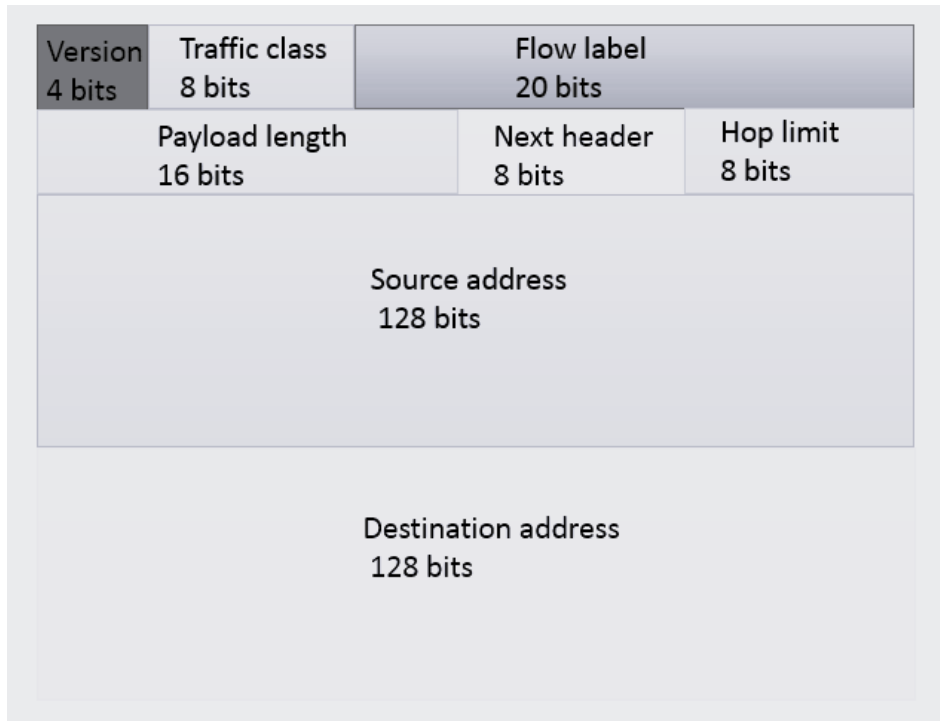 Version
4 bits
Traffic class
8 bits
Flow label
20 bits
Payload length
16 bits
Next header
8 bits
Hop limit
8 bits
Source address
128 bits
Destination address
128 bits